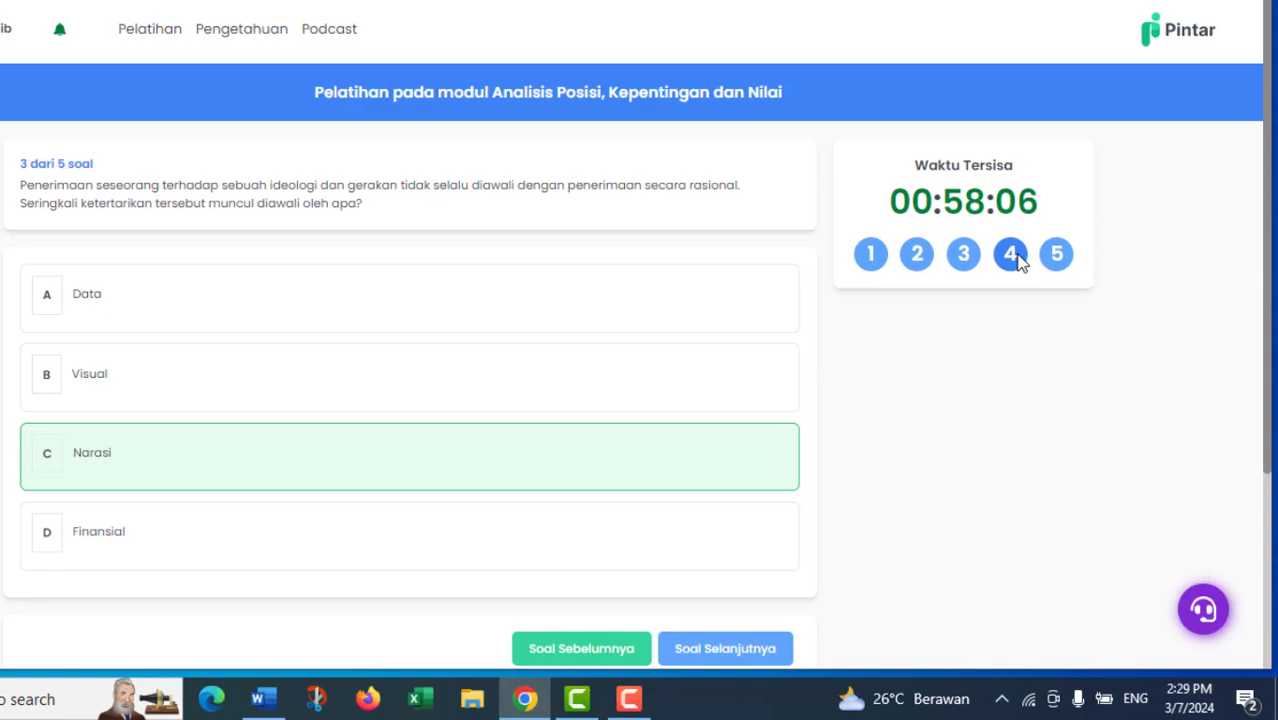 ib
Pelatihan Pengetahuan Podcast
Pintar
Pelatihan pada modul Analisis Posisi, Kepentingan dan Nilai
3 dari 5 soal
Penerimaan seseorang terhadap sebuah ideologi dan gerakan tidak selalu diawali dengan penerimaan secara rasional.
Seringkali ketertarikan tersebut muncul diawali oleh apa?
Waktu Tersisa
00:58:06
1 2 3 4 5
A Data
B Visual
C Narasi
D Finansial
Soal Sebelumnya Soal Selanjutnya
o search
26°C Berawan
ENG
2:29 PM
3/7/2024
2